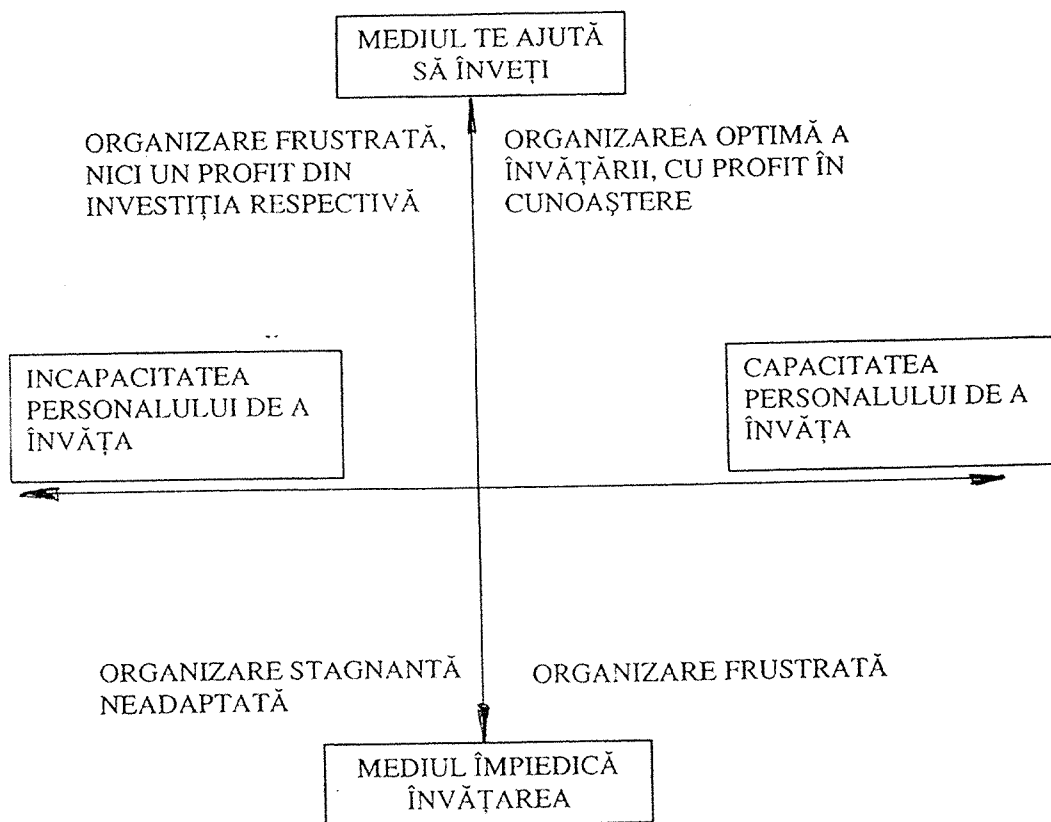 MEDIUL TE AJUTĂ
SĂ ÎNVEȚI
ORGANIZARE FRUSTRATĂ,
NICI UN PROFIT DIN
INVESTIȚIA RESPECTIVĂ
ORGANIZAREA OPTIMĂ A
ÎNVĂȚĂRII, CU PROFIT ÎN
CUNOAȘTERE
INCAPACITATEA
PERSONALULUI DE A
ÎNVĂȚA
CAPACITATEA
PERSONALULUI DE A
ÎNVĂȚA
ORGANIZARE STAGNANTĂ
NEADAPTATĂ
ORGANIZARE FRUSTRATĂ
MEDIUL ÎMPIEDICĂ
ÎNVĂȚAREA